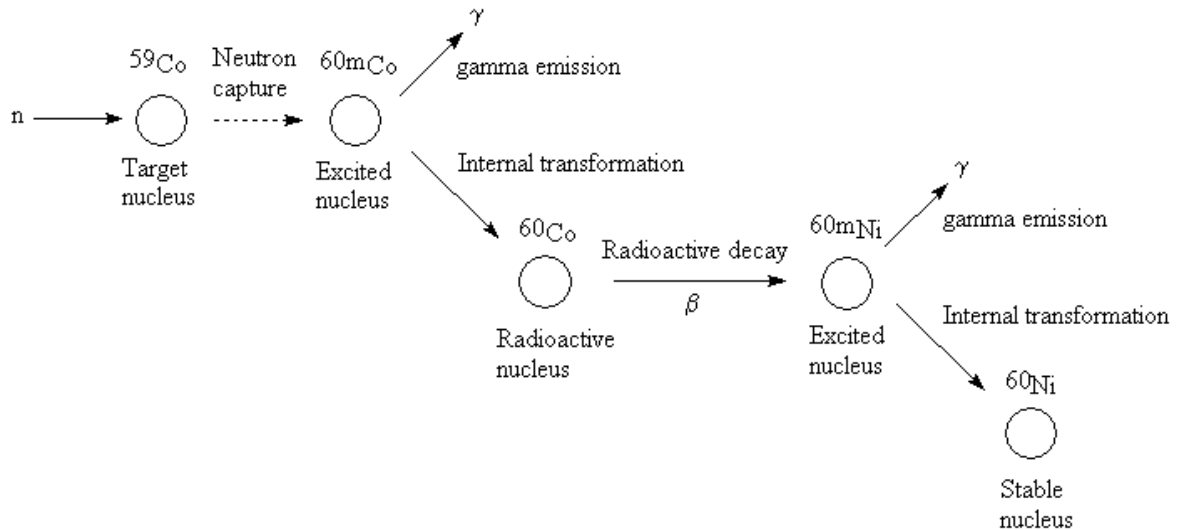 γ
59Co
Neutron
capture
60mCo
gamma emission
n
Target
nucleus
Excited
nucleus
Internal transformation
γ
60Co
Radioactive decay
60mNi
gamma emission
β
Radioactive
nucleus
Excited
nucleus
Internal transformation
60Ni
Stable
nucleus